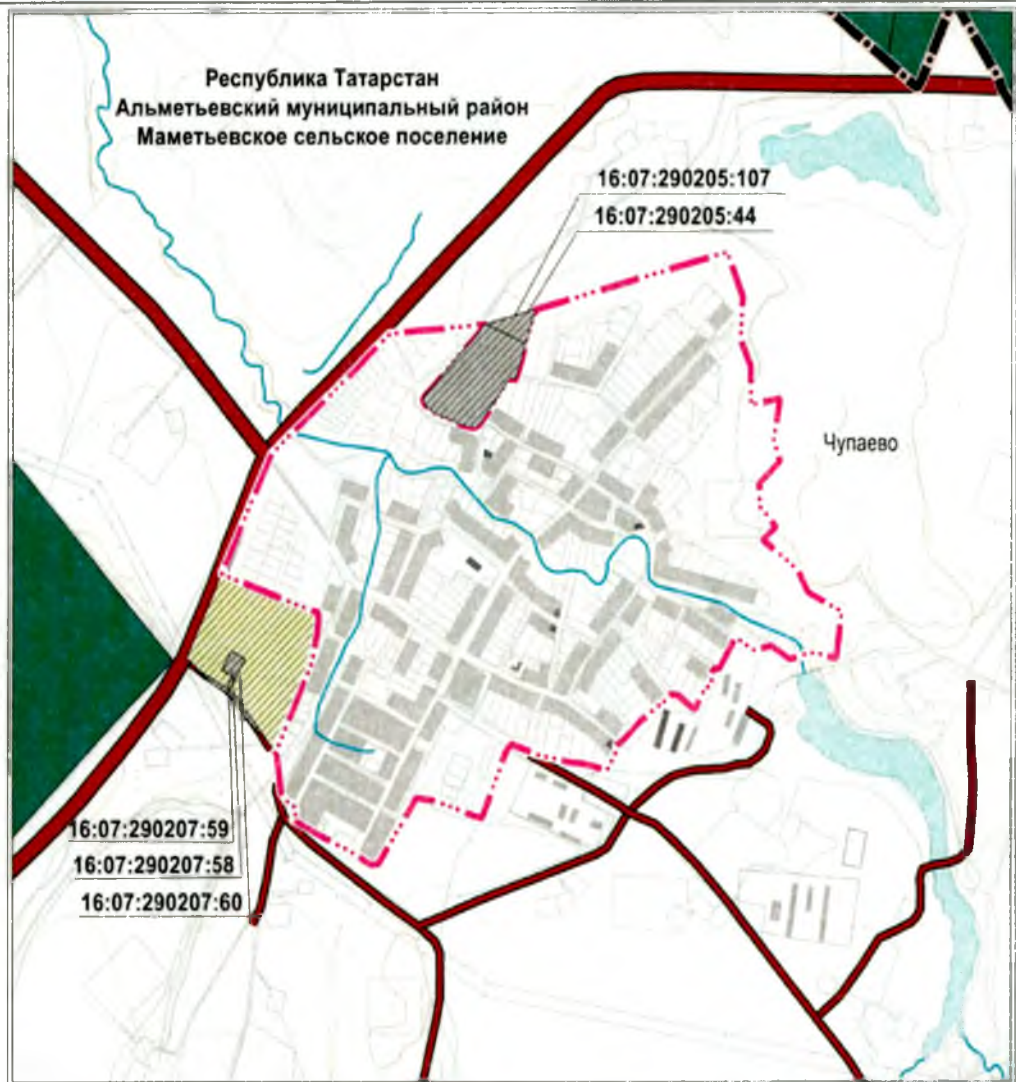 Республика Татарстан
Альметьевский муниципальный район
Маметьевское сельское поселение
16:07:290205:107
16:07:290205:44
Чупаево
16:07:290207:59
16:07:290207:58
16:07:290207:60